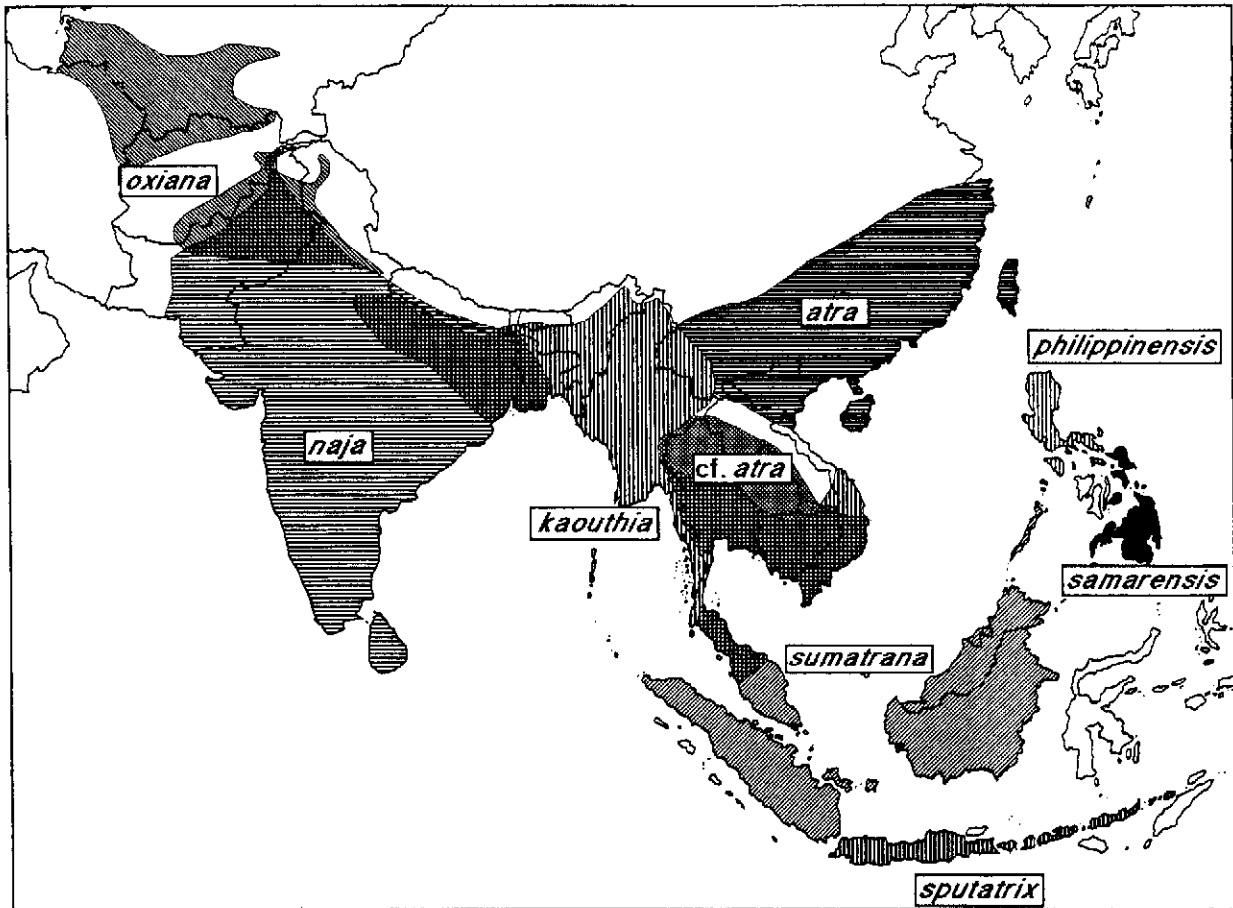 oxiana
atra
philippinensis
naja
cf. atra
kaouthia
samarensis
sumatrana
sputatrix